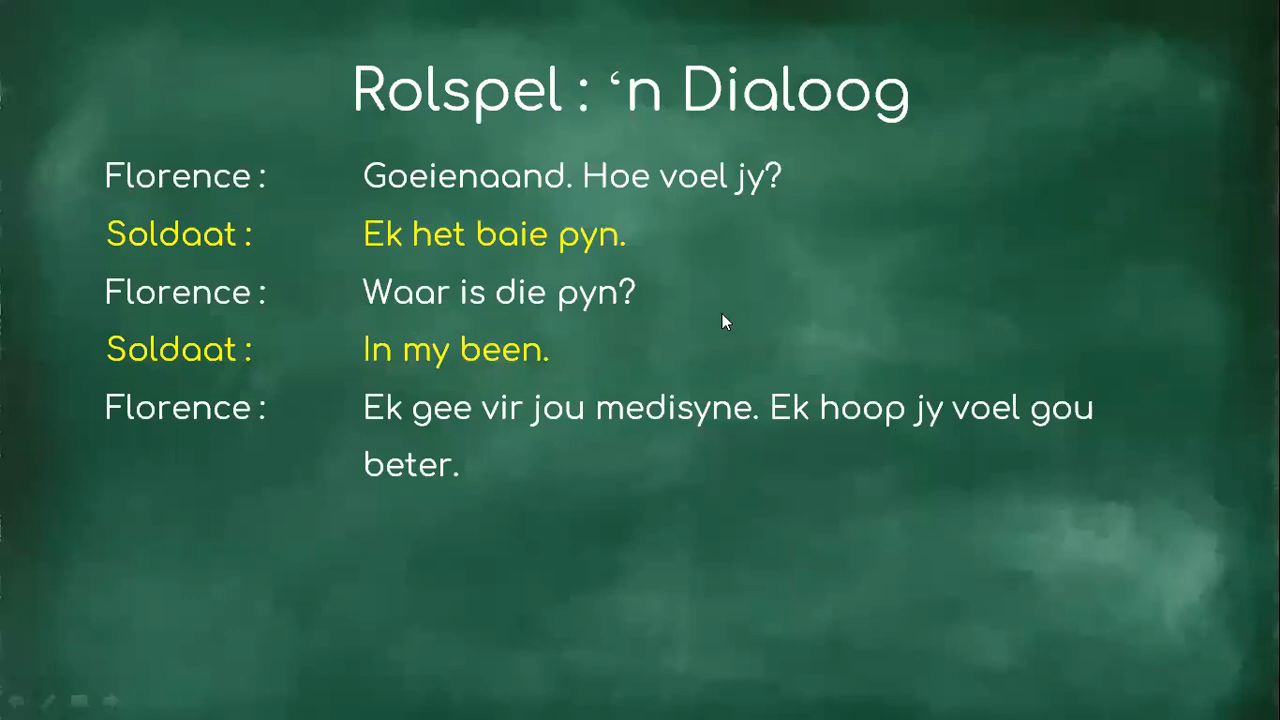 Rolspel : ‘n Dialoog
Florence : Goeienaand. Hoe voel jy?
Soldaat : Ek het baie pyn.
Florence : Waar is die pyn?
Soldaat : In my been.
Florence : Ek gee vir jou medisyne. Ek hoop jy voel gou
beter.